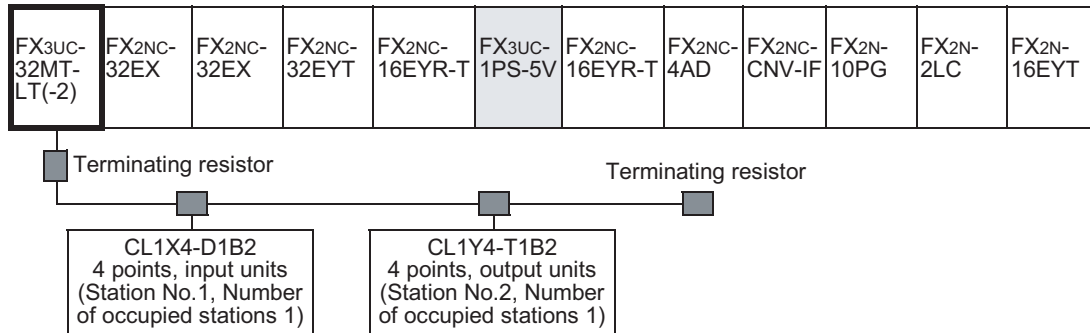 FX3UC-
32MT-
LT(-2)
FX2NC-
32EX
FX2NC-
32EX
FX2NC-
32EYT
FX2NC-
16EYR-T
FX3UC-
1PS-5V
FX2NC-
16EYR-T
FX2NC-
4AD
FX2NC-
CNV-IF
FX2N-
10PG
FX2N-
2LC
FX2N-
16EYT
Terminating resistor
Terminating resistor
CL1X4-D1B2
4 points, input units
(Station No.1, Number
of occupied stations 1)
CL1Y4-T1B2
4 points, output units
(Station No.2, Number
of occupied stations 1)